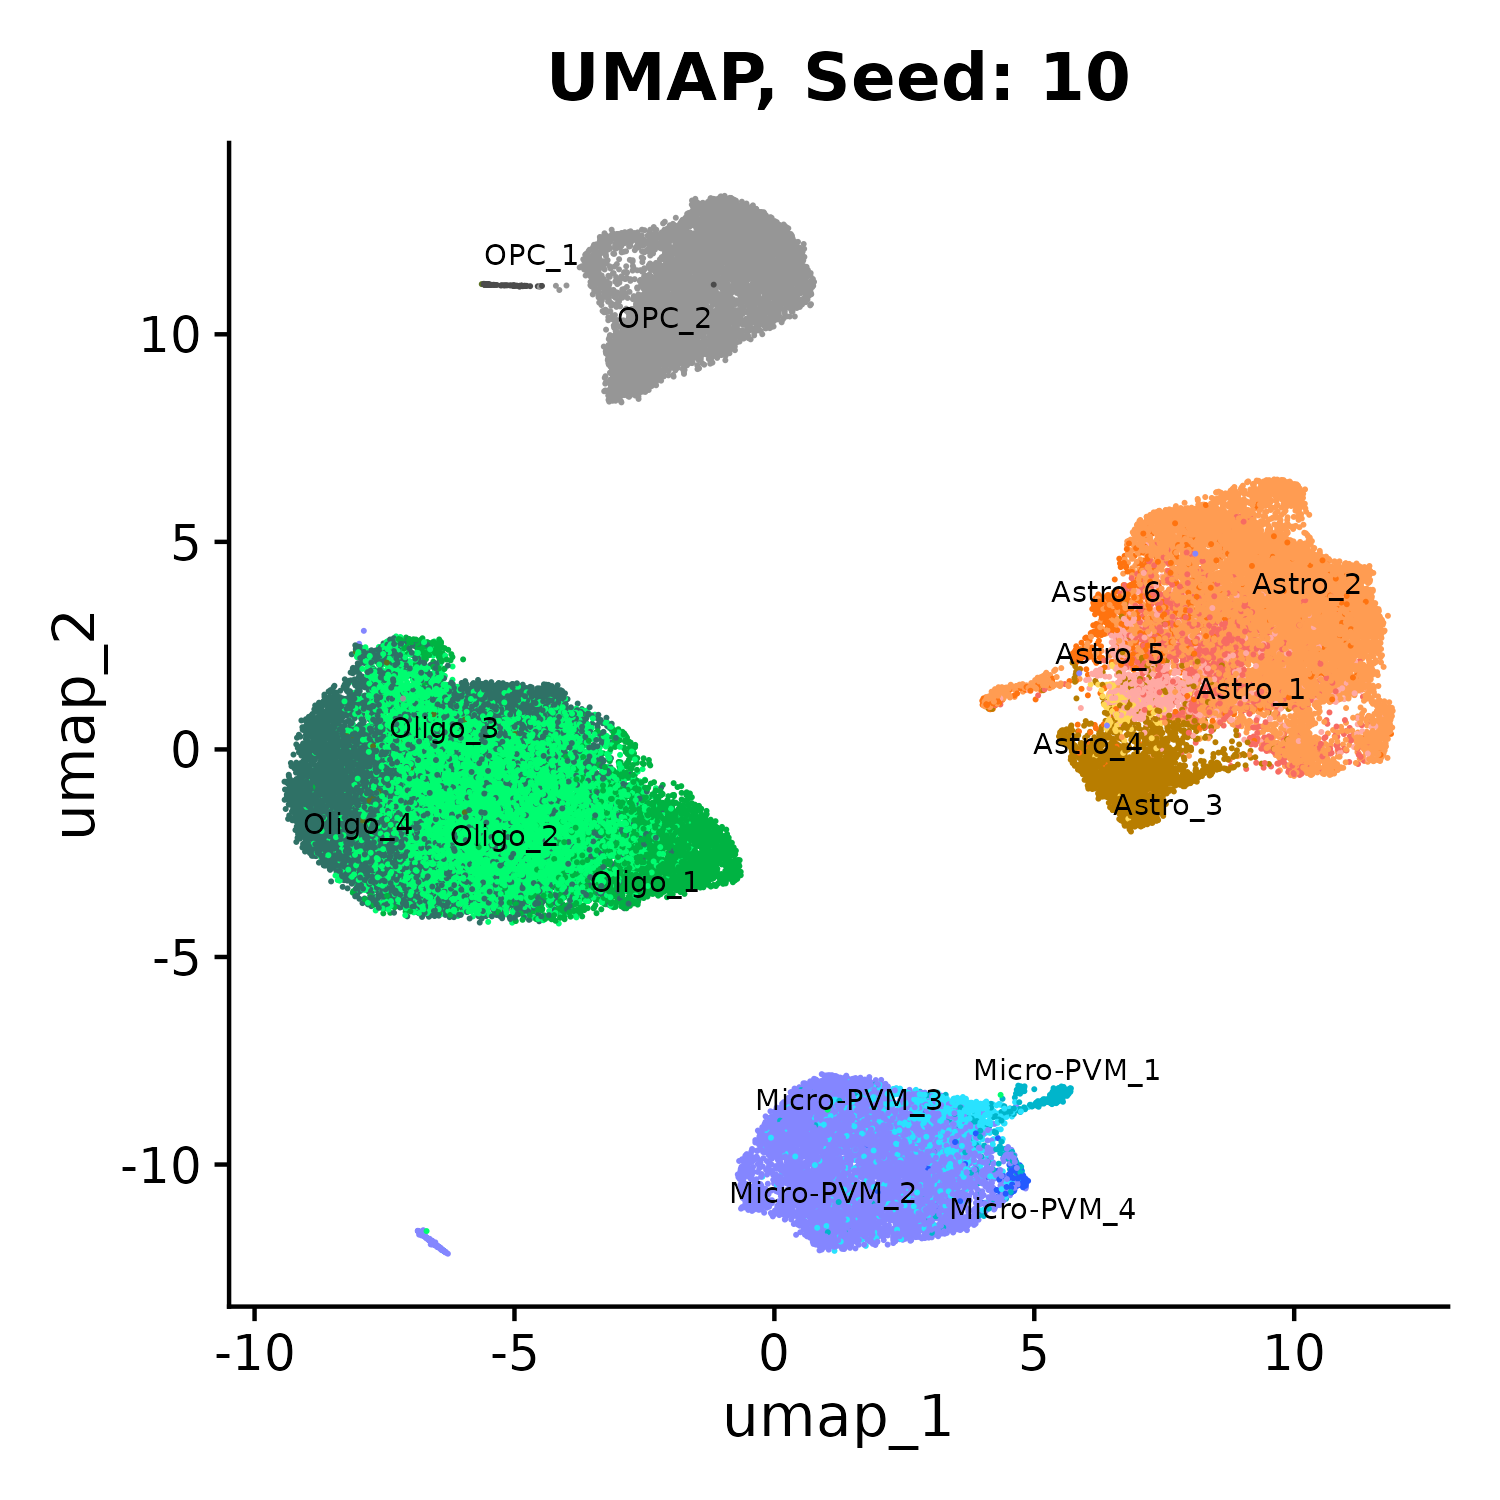 UMAP, Seed: 10
OPC_1
OPC_2
10
5
Astro_6
Astro_2
Astro_5
Astro_1
Oligo_3
Astro_4
0
Astro_3
Oligo_4
Oligo_2
Oligo_1
umap_2
-5
Micro-PVM_1
Micro-PVM_3
-10
Micro-PVM_2
Micro-PVM_4
-10 -5 0 5 10
umap_1